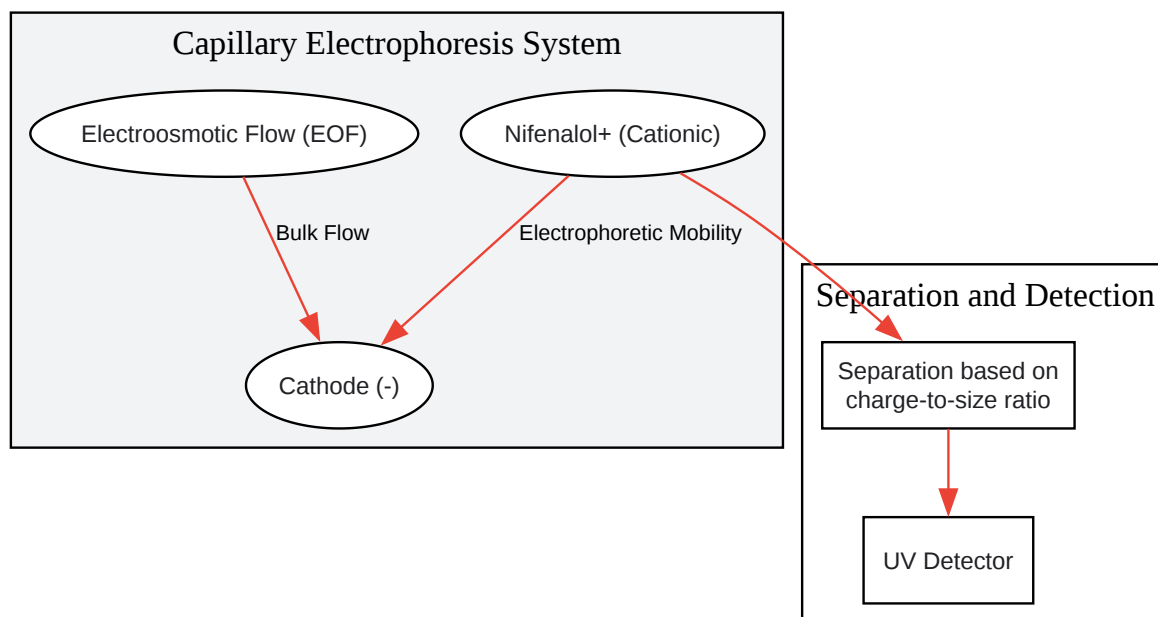 Capillary Electrophoresis System
Electroosmotic Flow (EOF)
Nifenalol+ (Cationic)
Bulk Flow
Electrophoretic Mobility
Cathode (-)
Separation and Detection
Separation based on
charge-to-size ratio
UV Detector